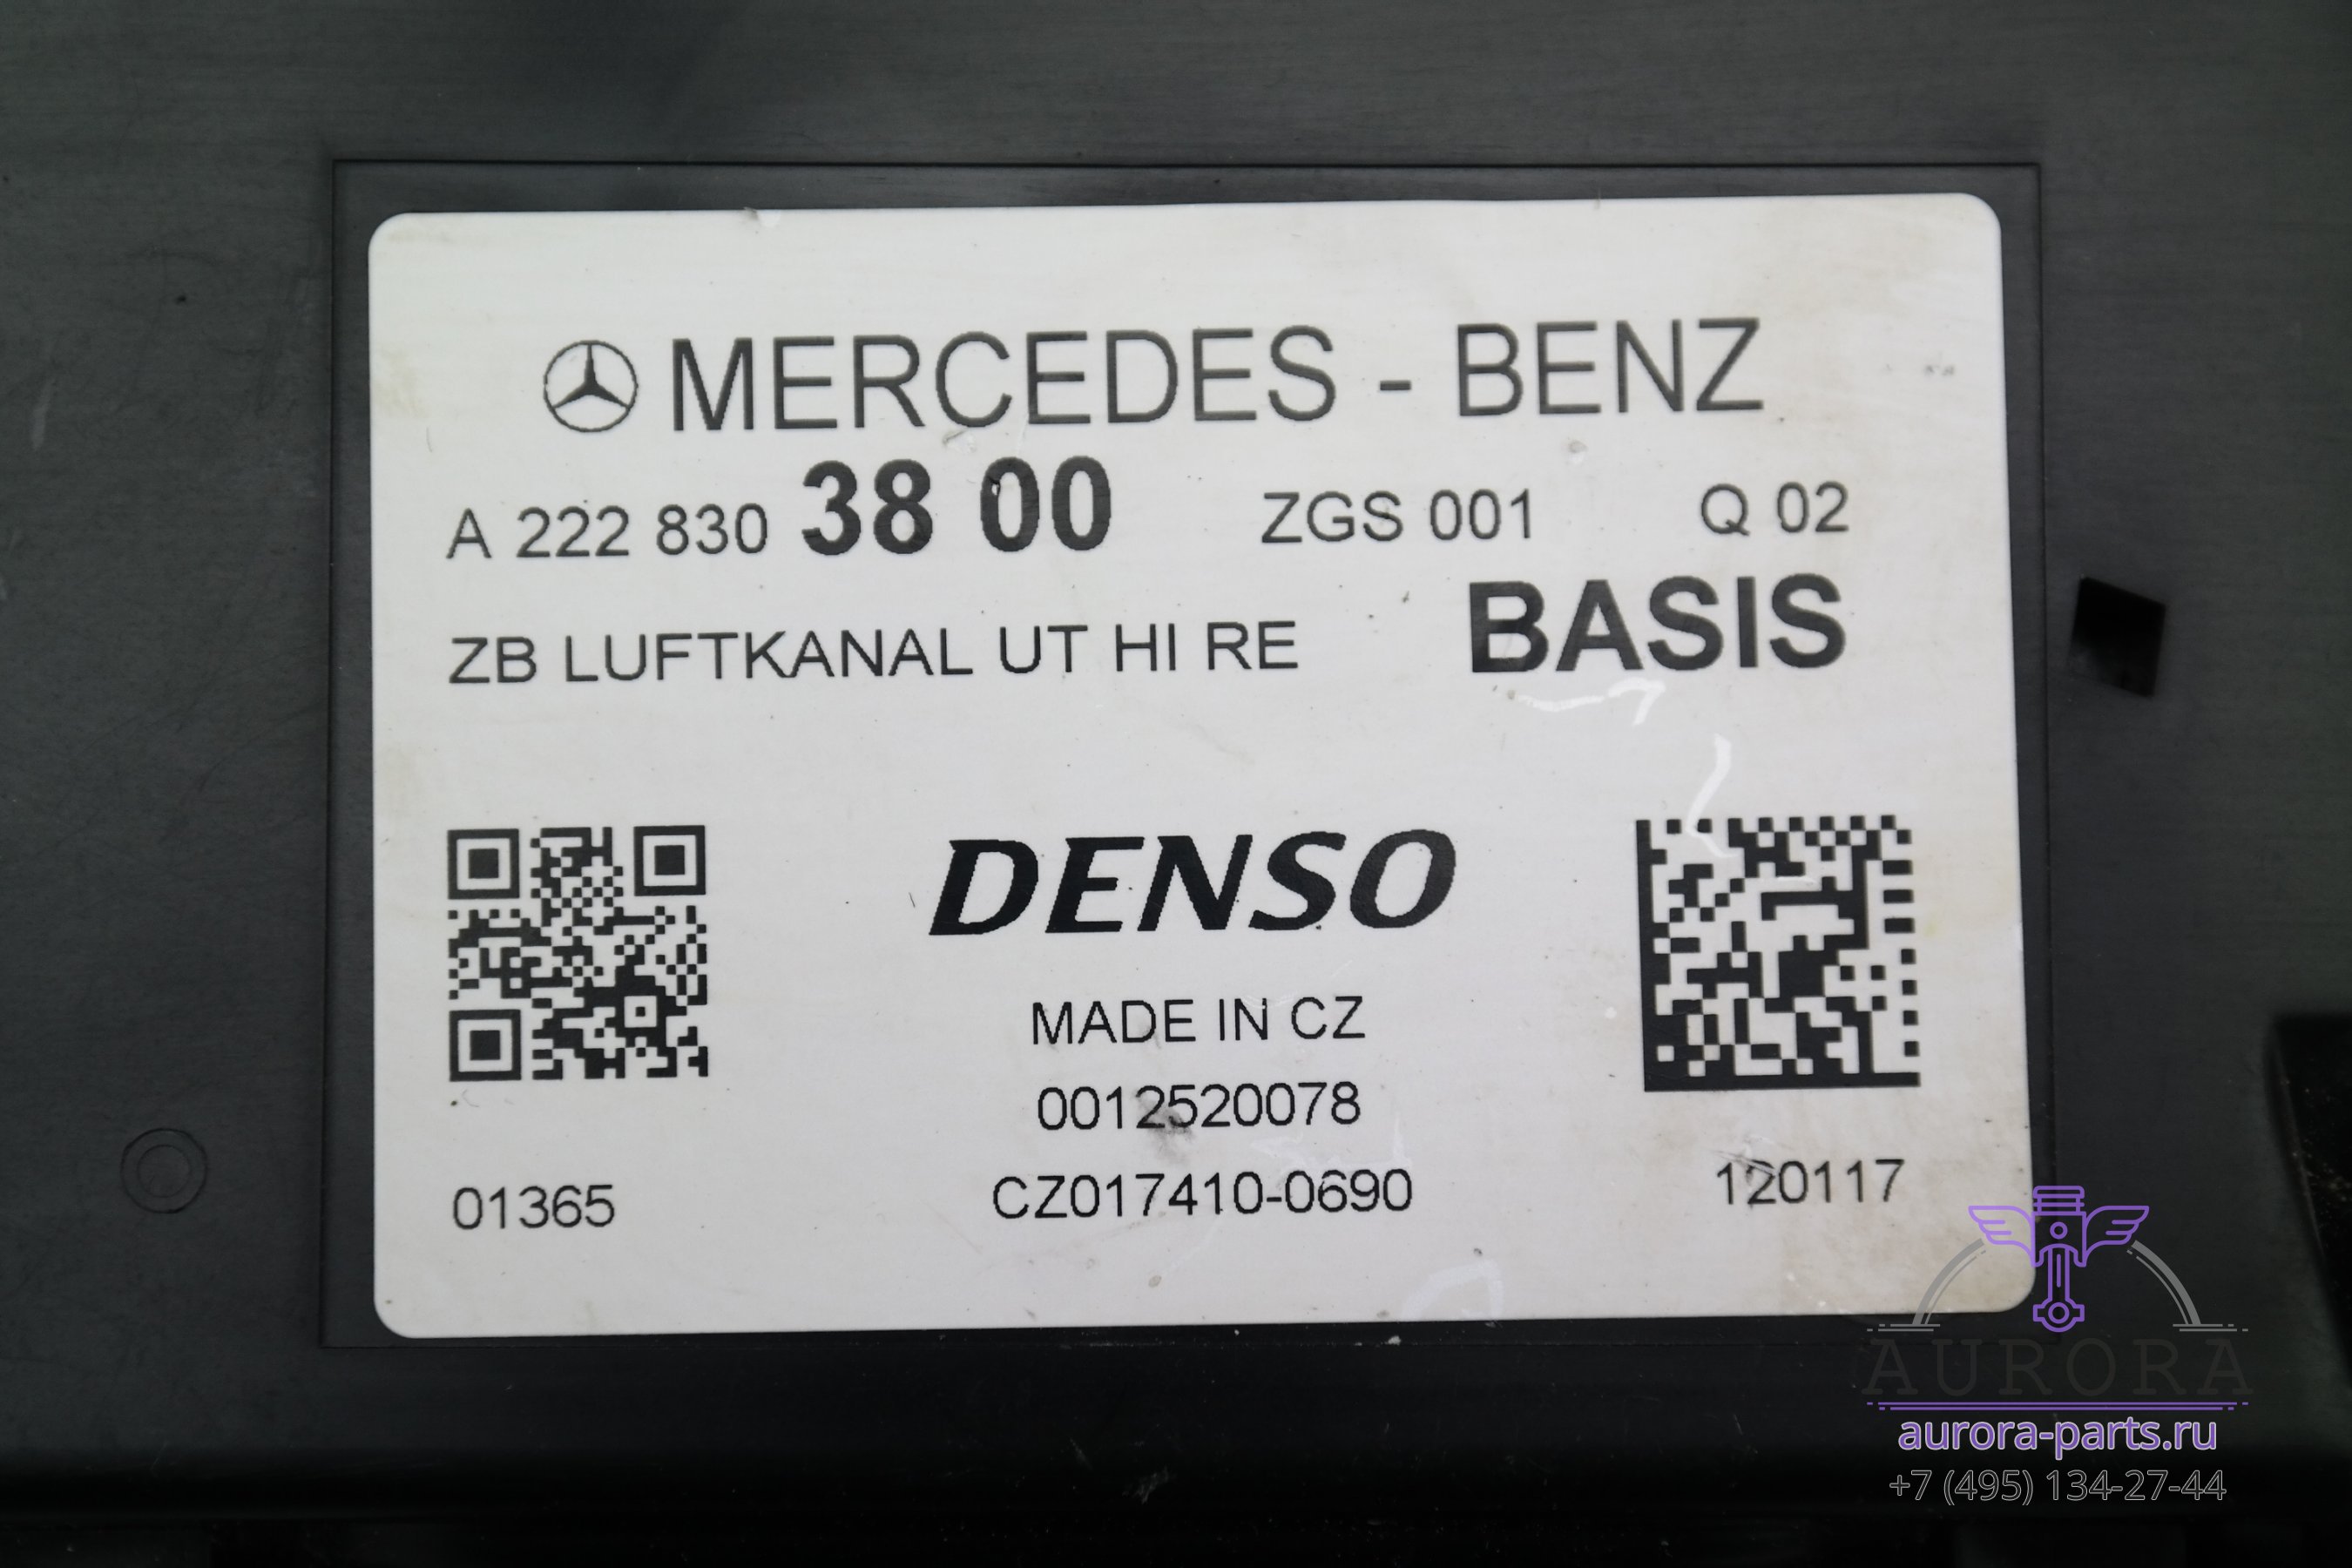 MERCEDES - BENZ
A 222 830 38 00 ZGS 001 Q 02
ZB LUFTKANAL UT HI RE BASIS
DENSO
MADE IN CZ
0012520078
01365 CZ017410-0690 120117
AURORA
aurora-parts.ru
+7 (495) 134-27-44